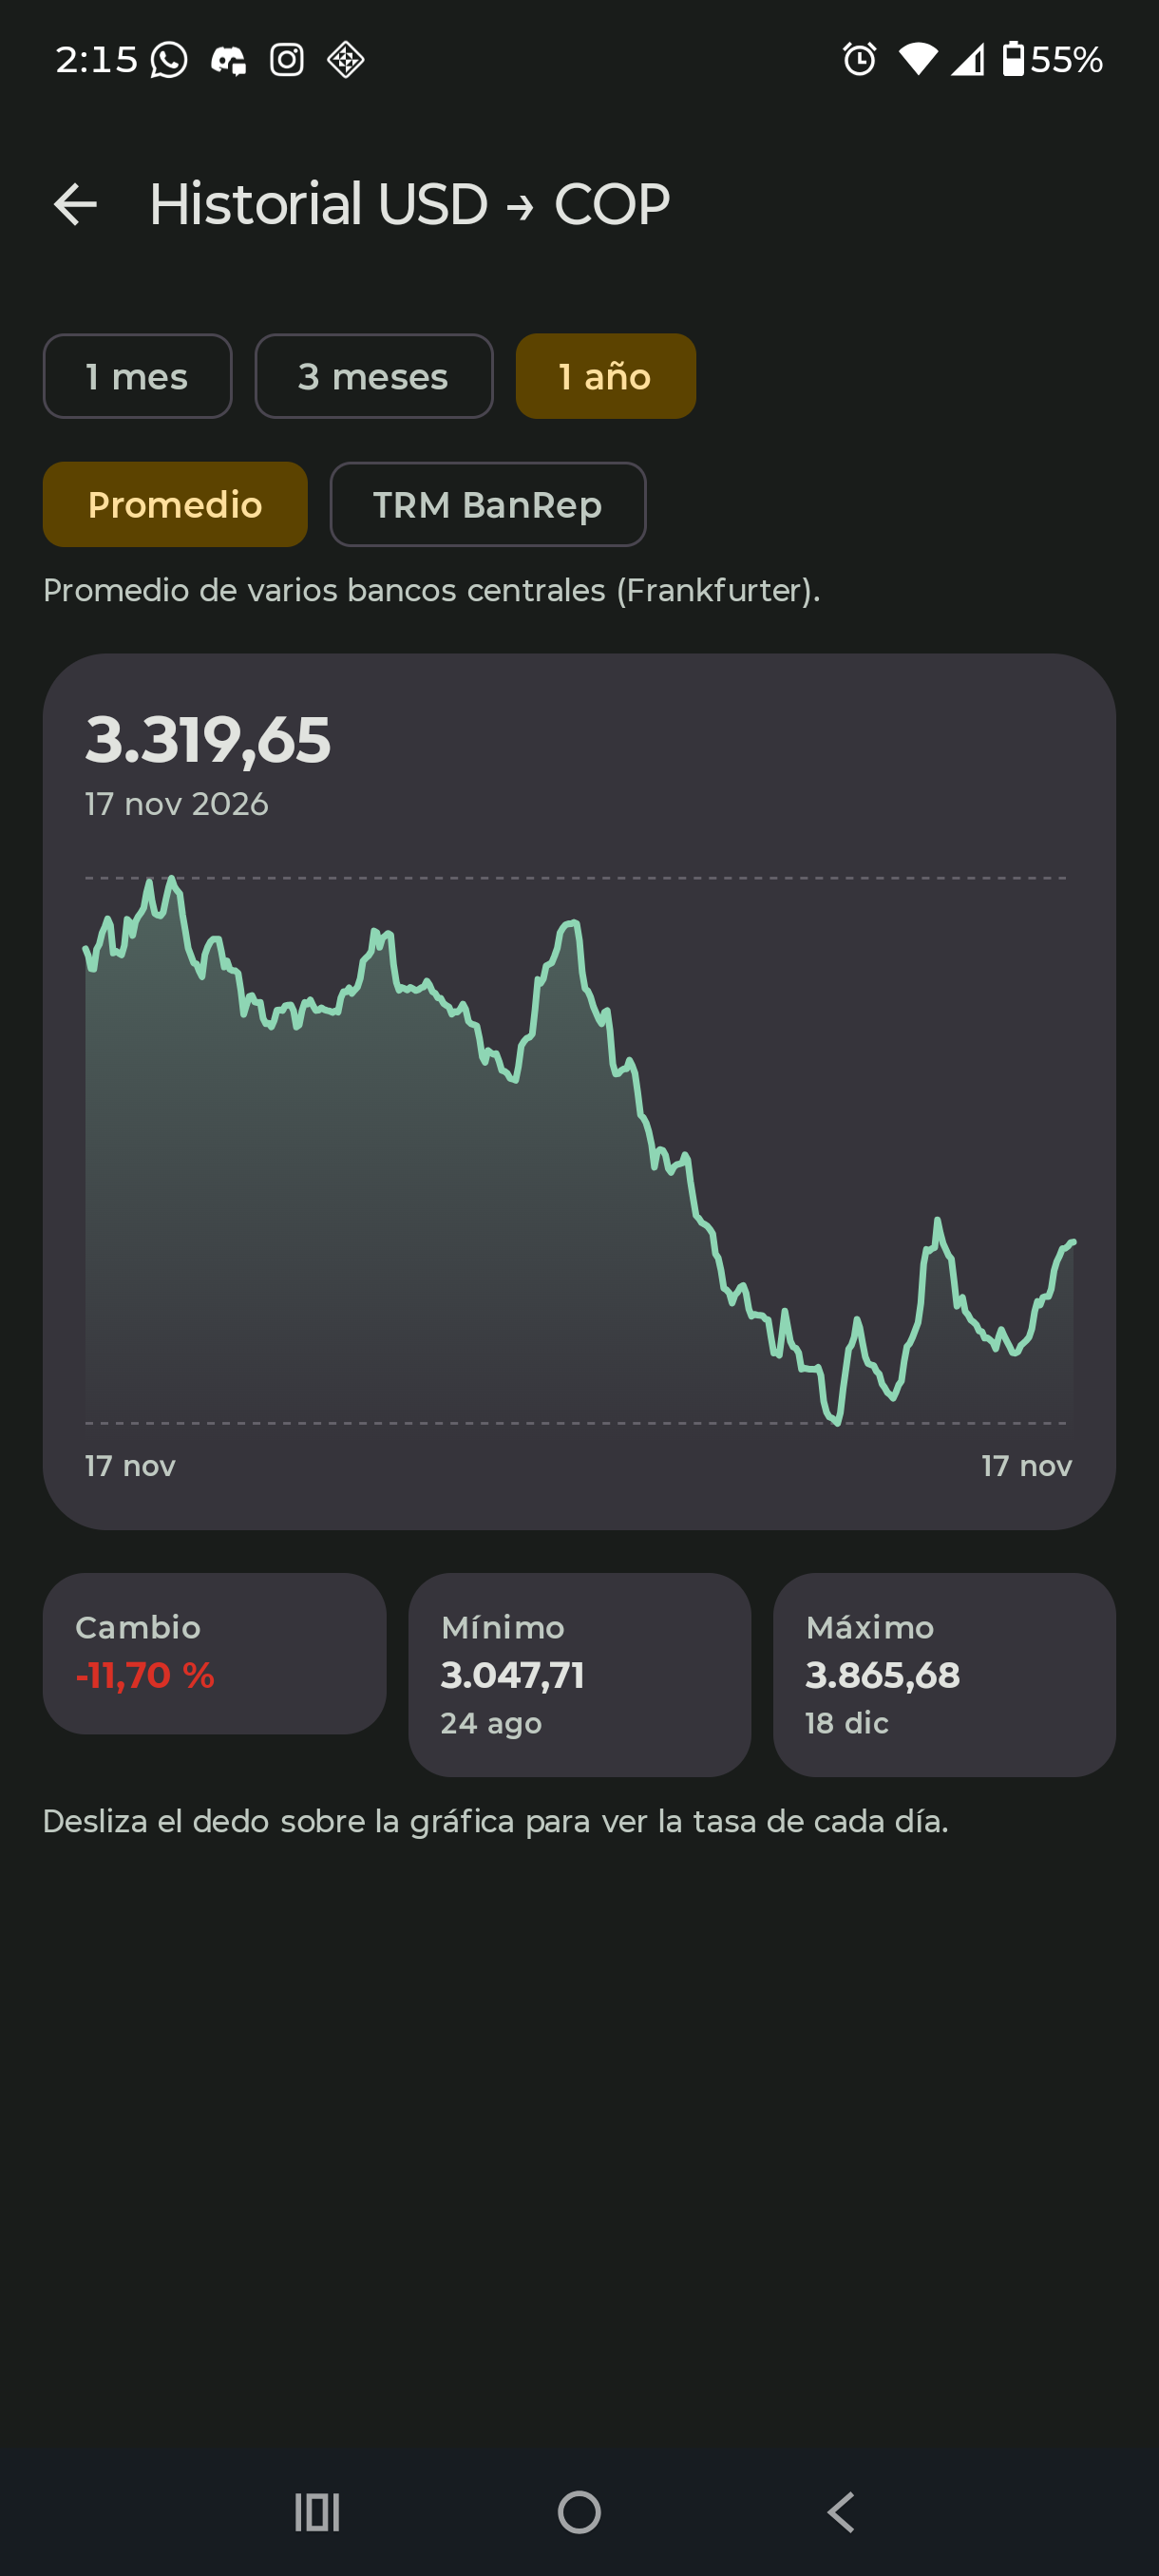 2:15 55%
Historial USD → COP
1 mes 3 meses 1 año
Promedio TRM BanRep
Promedio de varios bancos centrales (Frankfurter).
3.319,65
17 nov 2026
17 nov 17 nov
Cambio Mínimo Máximo
-11,70 % 3.047,71 3.865,68
24 ago 18 dic
Desliza el dedo sobre la gráfica para ver la tasa de cada día.